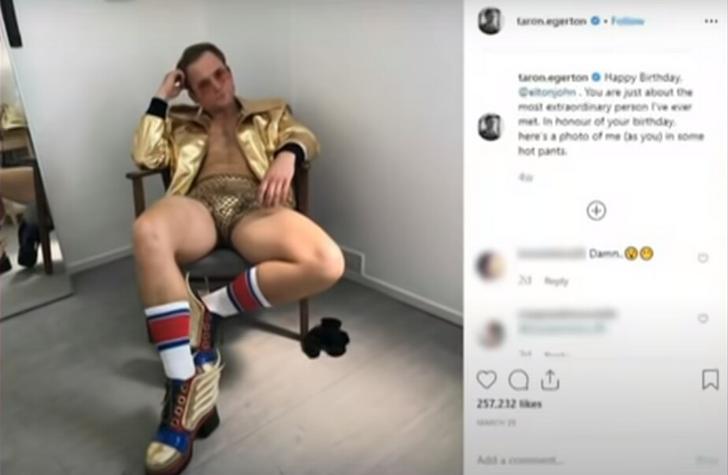 taron.egerton • Follow
taron.egerton Happy Birthday,
@eltonjohn . You are just about the
most extraordinary person I've ever
met. In honour of your birthday,
here's a photo of me (as you) in some
hot pants.
4w
Damn. 😲😬
2d Reply
257,232 likes
MARCH 25
Add a comment...